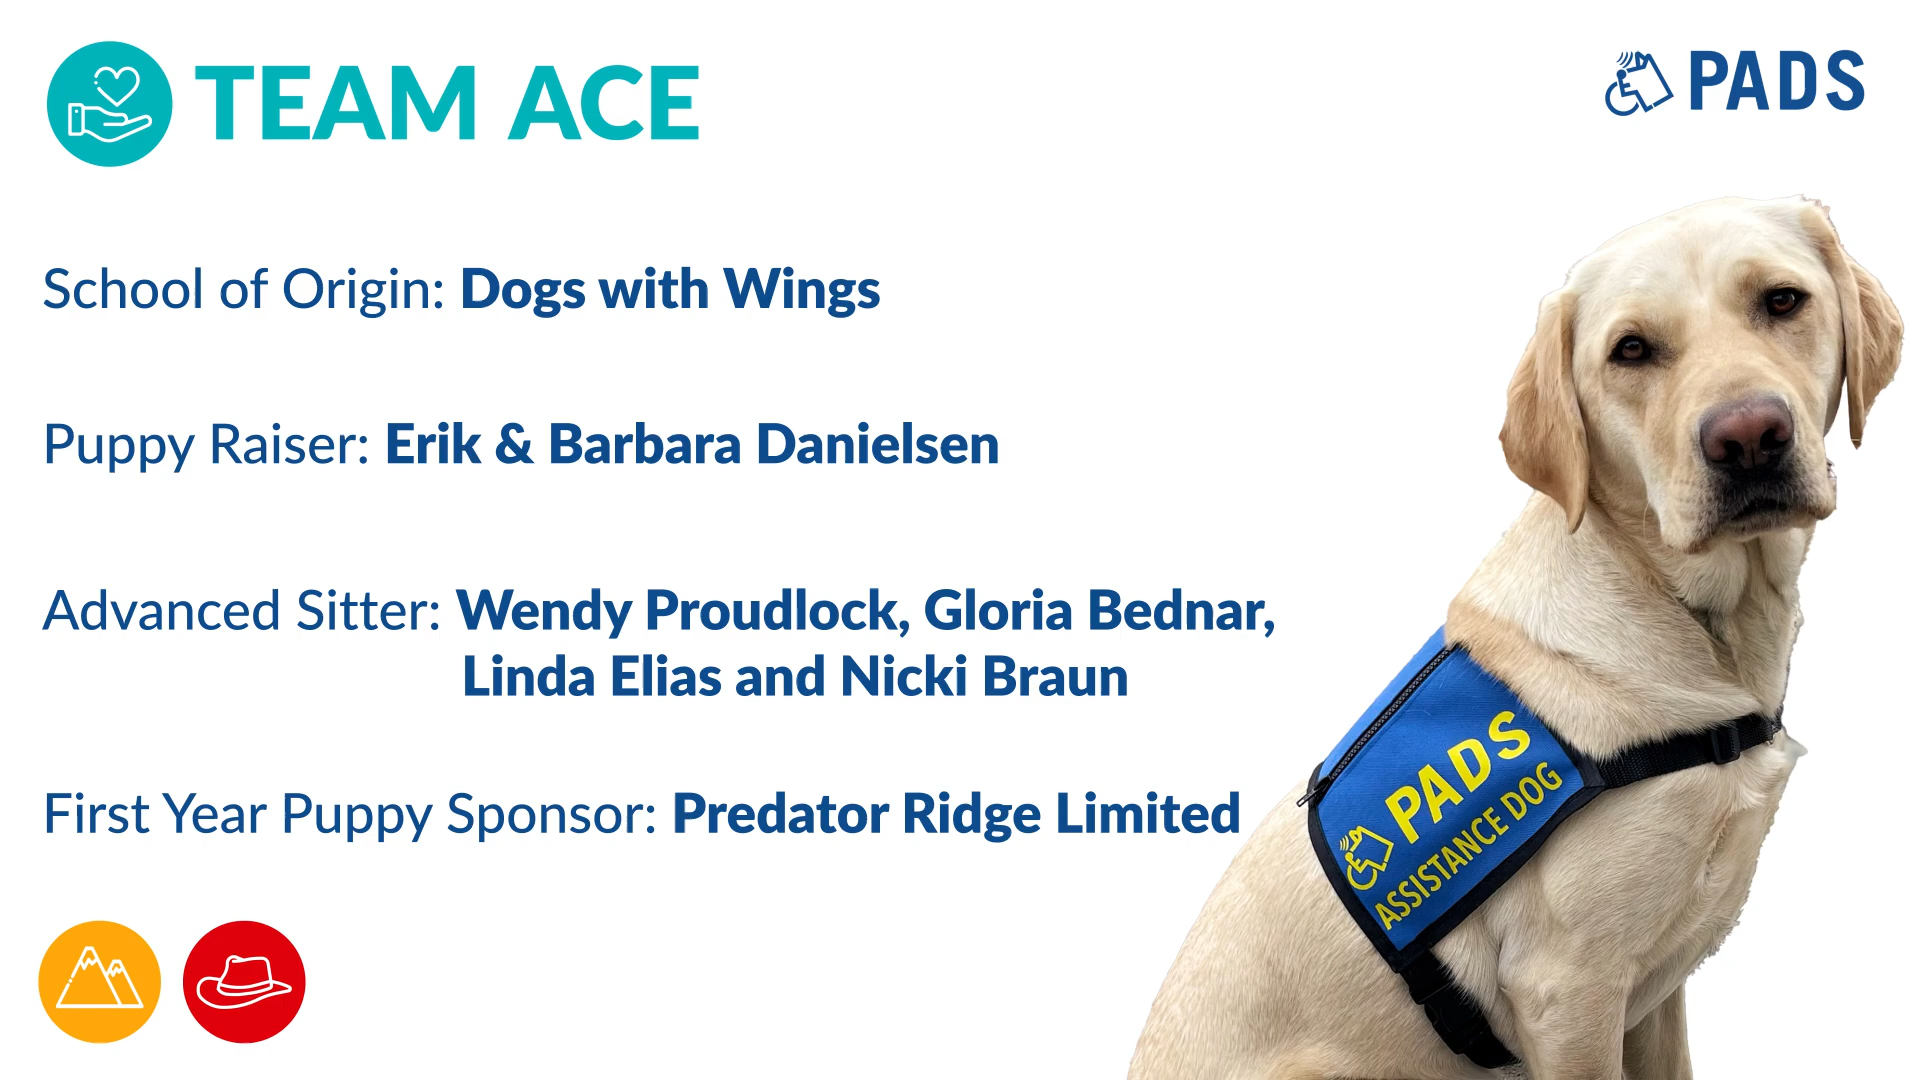 TEAM ACE
PADS
School of Origin: Dogs with Wings
Puppy Raiser: Erik & Barbara Danielsen
Advanced Sitter: Wendy Proudlock, Gloria Bednar,
Linda Elias and Nicki Braun
First Year Puppy Sponsor: Predator Ridge Limited
PADS
ASSISTANCE DOG